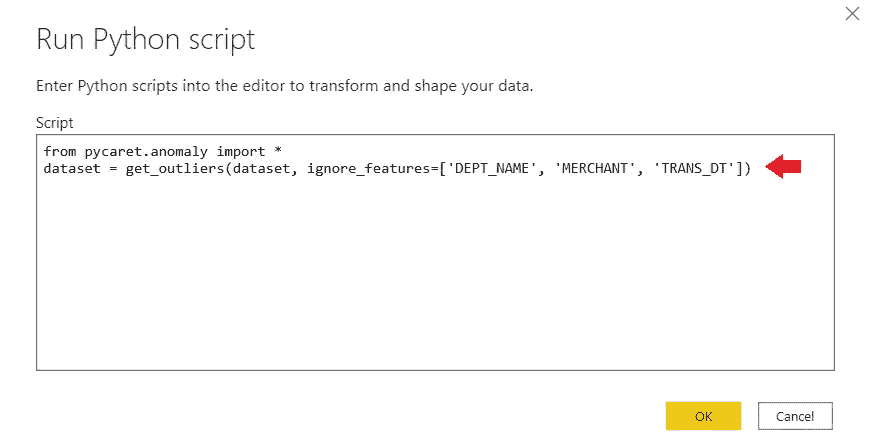 Run Python script
Enter Python scripts into the editor to transform and shape your data.
Script
from pycaret.anomaly import *
dataset = get_outliers(dataset, ignore_features=['DEPT_NAME', 'MERCHANT', 'TRANS_DT'])
OK
Cancel